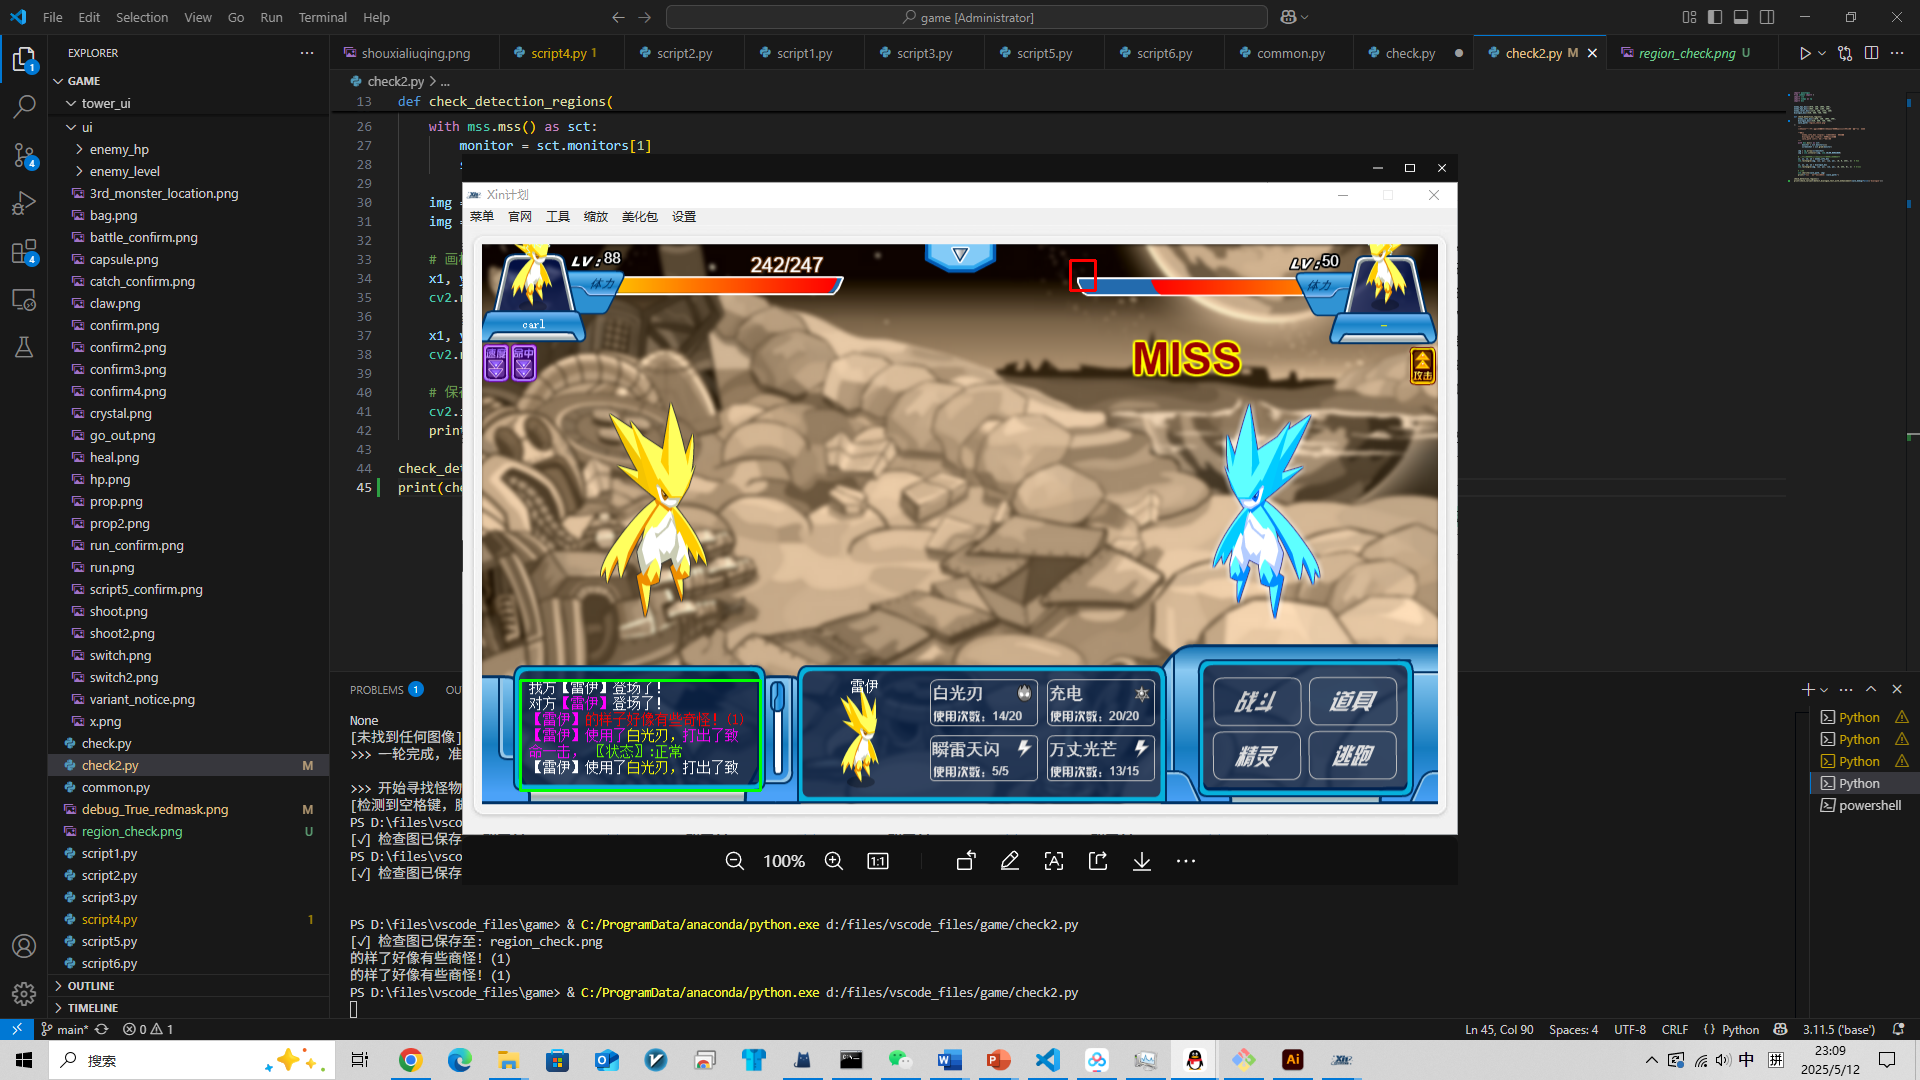 File Edit Selection View Go Run Terminal Help
game [Administrator]
EXPLORER
shouxialiuqing.png
script4.py 1
script2.py
script1.py
script3.py
script5.py
script6.py
common.py
check.py
check2.py M
region_check.png U
GAME
tower_ui
ui
enemy_hp
enemy_level
3rd_monster_location.png
bag.png
battle_confirm.png
capsule.png
catch_confirm.png
claw.png
confirm.png
confirm2.png
confirm3.png
confirm4.png
crystal.png
go_out.png
heal.png
hp.png
prop.png
prop2.png
run_confirm.png
run.png
script5_confirm.png
shoot.png
shoot2.png
switch.png
switch2.png
variant_notice.png
x.png
check.py
check2.py M
common.py
debug_True_redmask.png M
region_check.png U
script1.py
script2.py
script3.py
script4.py 1
script5.py
script6.py
OUTLINE
TIMELINE
check2.py > ...
13 def check_detection_regions(
26 with mss.mss() as sct:
27 monitor = sct.monitors[1]
28 s
29
30 img =
31 img =
32
33 # 画
34 x1, y
35 cv2.r
36
37 x1, y
38 cv2.r
39
40 # 保存
41 cv2.i
42 print
43
44 check_det
45 print(che
Xin计划
菜单 官网 工具 缩放 美化包 设置
LV:88
242/247
体力
carl
速度 命中
LV:50
体力
攻击
MISS
找万【雷伊】登场了!
对方【雷伊】登场了!
【雷伊】的样子好像有些奇怪!(1)
【雷伊】使用了白光刃，打出了致
命一击， 〖状态〗:正常
【雷伊】使用了白光刃，打出了致
雷伊
白光刃
使用次数：14/20
充电
使用次数：20/20
瞬雷天闪
使用次数：5/5
万丈光芒
使用次数：13/15
战斗 道具
精灵 逃跑
100%
1:1
PROBLEMS 1 OU
None
[未找到任何图像]
>>> 一轮完成，准
>>> 开始寻找怪物
[检测到空格键，脚
PS D:\files\vsco
[✓] 检查图已保存
PS D:\files\vsco
[✓] 检查图已保存
PS D:\files\vscode_files\game> & C:/ProgramData/anaconda/python.exe d:/files/vscode_files/game/check2.py
[✓] 检查图已保存至: region_check.png
的样了好像有些商怪! (1)
的样了好像有些商怪! (1)
PS D:\files\vscode_files\game> & C:/ProgramData/anaconda/python.exe d:/files/vscode_files/game/check2.py
Python
Python
Python
Python
powershell
main* 0 1
Ln 45, Col 90 Spaces: 4 UTF-8 CRLF {} Python 3.11.5 ('base')
搜索
中 拼
23:09
2025/5/12